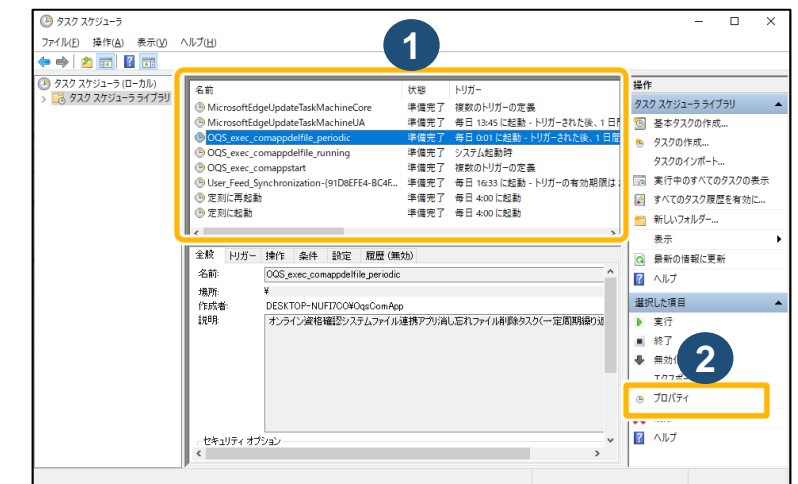 タスク スケジューラ
ファイル(F) 操作(A) 表示(V) ヘルプ(H)
1
タスク スケジューラ (ローカル)
タスク スケジューラ ライブラリ
名前 状態 トリガー
MicrosoftEdgeUpdateTaskMachineCore 準備完了 複数のトリガーの定義
MicrosoftEdgeUpdateTaskMachineUA 準備完了 毎日 13:45 に起動 - トリガーされた後、1 日間
OQS_exec_comappdelfile_periodic 準備完了 毎日 0:01 に起動 - トリガーされた後、1 日間
OQS_exec_comappdelfile_running 準備完了 システム起動時
OQS_exec_comappstart 準備完了 複数のトリガーの定義
User_Feed_Synchronization-{91D8EFE4-BC4F... 準備完了 毎日 16:33 に起動 - トリガーの有効期限は
定刻に再起動 準備完了 毎日 4:00 に起動
定刻に起動 準備完了 毎日 4:00 に起動
全般 トリガー 操作 条件 設定 履歴 (無効)
名前: OQS_exec_comappdelfile_periodic
場所: ¥
作成者: DESKTOP-NUFI7CO¥OqsComApp
説明: オンライン資格確認システムファイル連携アプリ消し忘れファイル削除タスク(一定周期繰り返
セキュリティ オプション
操作
タスク スケジューラ ライブラリ
基本タスクの作成...
タスクの作成...
タスクのインポート...
実行中のすべてのタスクの表示
すべてのタスク履歴を有効に...
新しいフォルダー...
表示
最新の情報に更新
ヘルプ
選択した項目
実行
終了
無効
2
エクスポー
プロパティ
ヘルプ